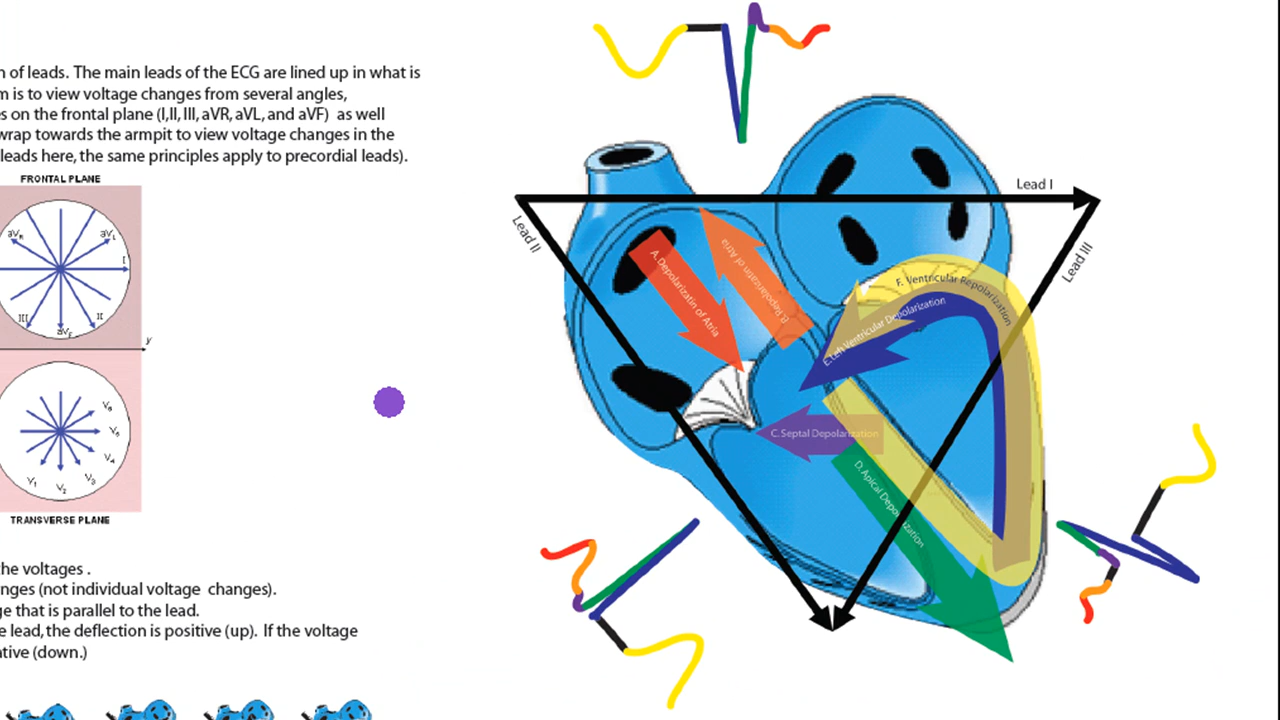 n of leads. The main leads of the ECG are lined up in what is
m is to view voltage changes from several angles,
es on the frontal plane (I, II, III, aVR, aVL, and aVF) as well
wrap towards the armpit to view voltage changes in the
leads here, the same principles apply to precordial leads).
FRONTAL PLANE
aVR
aVL
I
III
aVF
II
y
V6
V5
V4
V3
V2
V1
TRANSVERSE PLANE
the voltages .
nges (not individual voltage changes).
ge that is parallel to the lead.
e lead, the deflection is positive (up). If the voltage
ative (down.)
Lead I
Lead II
Lead III
A. Depolarizatin of Atria
B. Repolarization of Atria
F. Ventricular Repolarization
E. Left Ventricular Depolarization
C. Septal Depolarization
D. Apical Depolarization